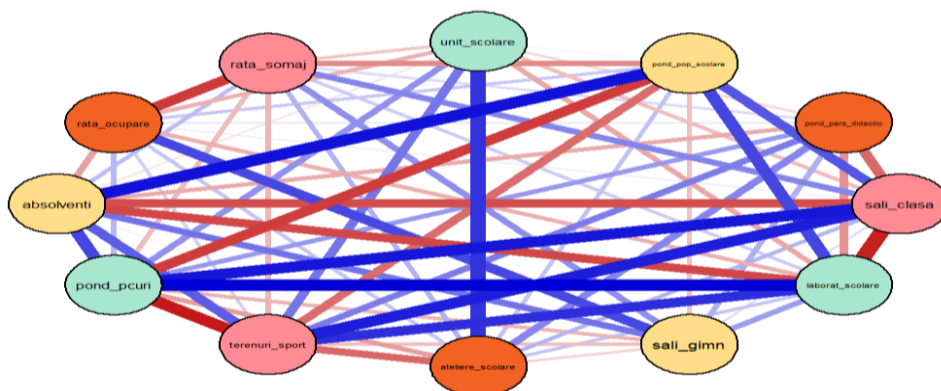 unit_scolare
rata_somaj
pond_pop_scolare
rata_ocupare
pond_pers_didactic
absolventi
sali_clasa
pond_pcuri
laborat_scolare
terenuri_sport
sali_gimn
ateliere_scolare